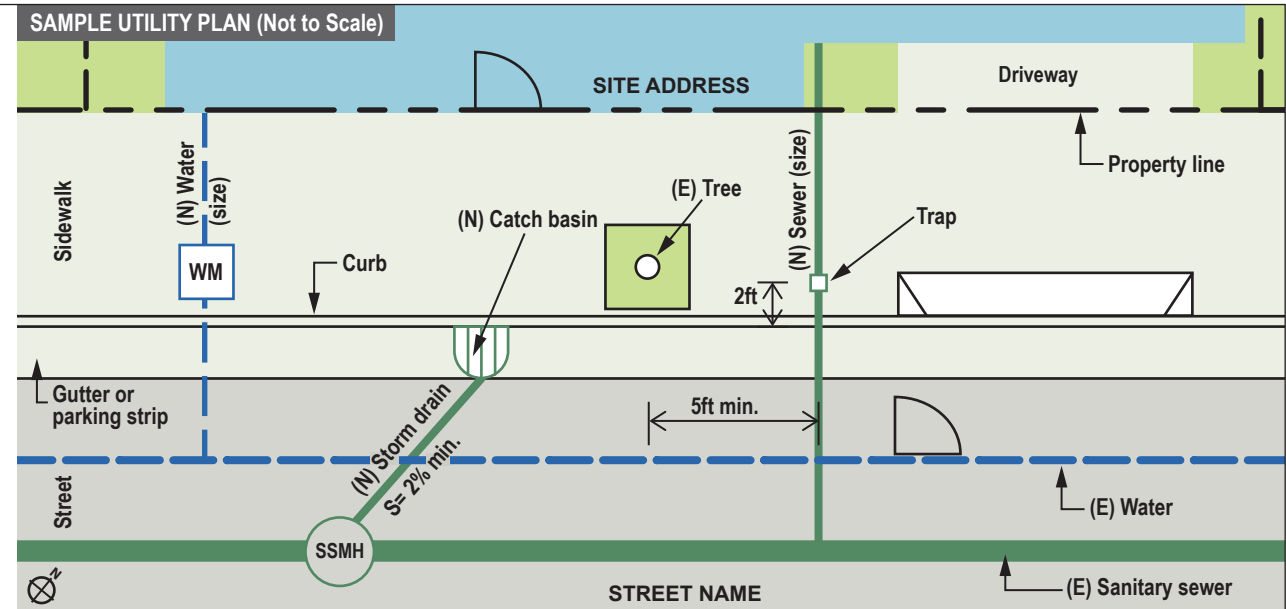 SAMPLE UTILITY PLAN (Not to Scale)
SITE ADDRESS
Driveway
Property line
Sidewalk
(N) Water
(size)
WM
Curb
(N) Catch basin
(E) Tree
(N) Sewer (size)
Trap
2ft
Gutter or
parking strip
5ft min.
(N) Storm drain
S= 2% min.
Street
(E) Water
SSMH
(E) Sanitary sewer
STREET NAME
N